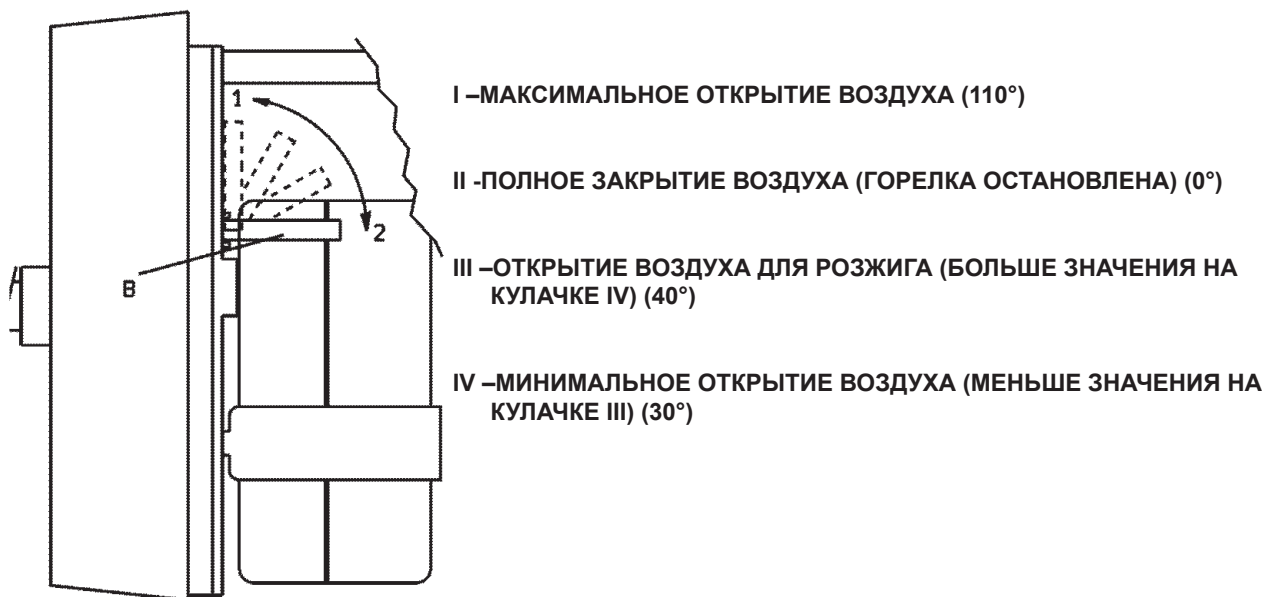 1
2
B
I –МАКСИМАЛЬНОЕ ОТКРЫТИЕ ВОЗДУХА (110°)
II -ПОЛНОЕ ЗАКРЫТИЕ ВОЗДУХА (ГОРЕЛКА ОСТАНОВЛЕНА) (0°)
III –ОТКРЫТИЕ ВОЗДУХА ДЛЯ РОЗЖИГА (БОЛЬШЕ ЗНАЧЕНИЯ НА
КУЛАЧКЕ IV) (40°)
IV –МИНИМАЛЬНОЕ ОТКРЫТИЕ ВОЗДУХА (МЕНЬШЕ ЗНАЧЕНИЯ НА
КУЛАЧКЕ III) (30°)